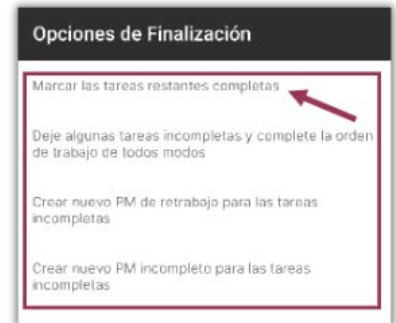 Opciones de Finalización
Marcar las tareas restantes completas
Deje algunas tareas incompletas y complete la orden
de trabajo de todos modos
Crear nuevo PM de retrabajo para las tareas
incompletas
Crear nuevo PM incompleto para las tareas
incompletas